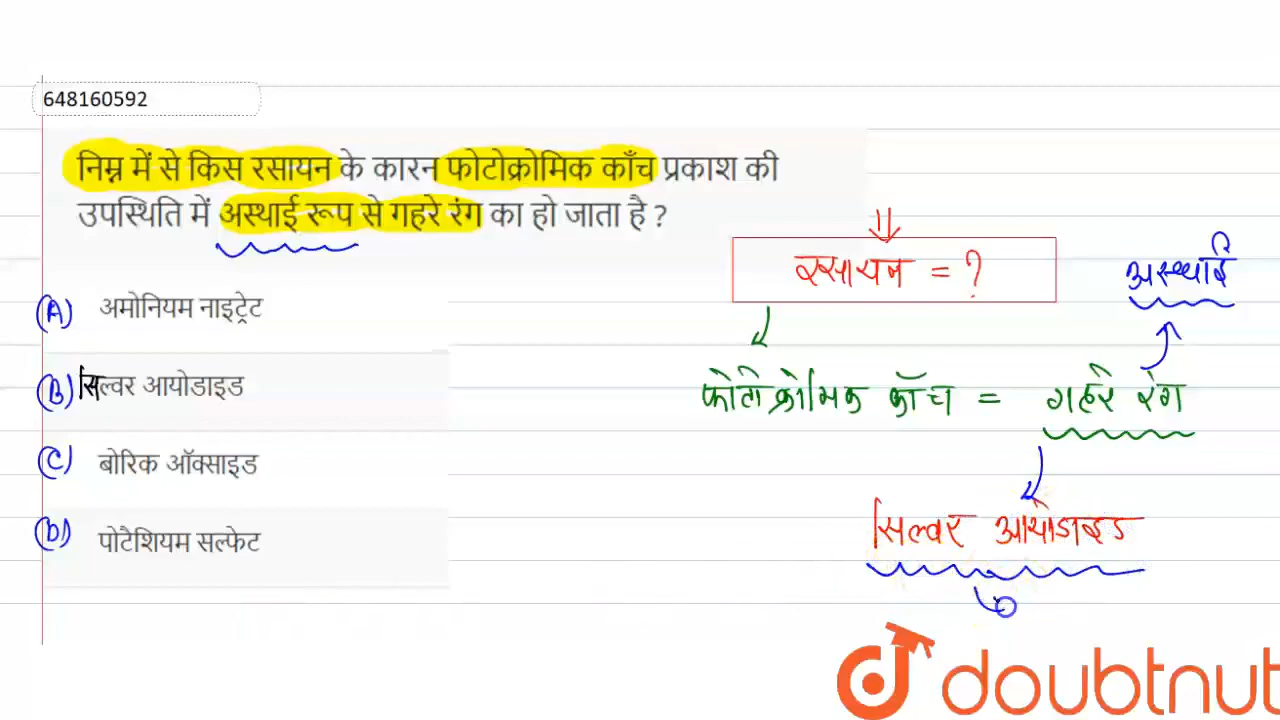 648160592
निम्न में से किस रसायन के कारन फोटोक्रोमिक काँच प्रकाश की
उपस्थिति में अस्थाई रूप से गहरे रंग का हो जाता है ?
रसायन = ?
अस्थाई
(A) अमोनियम नाइट्रेट
(B) सिल्वर आयोडाइड
फोटोक्रोमिक काँच = गहरे रंग
(C) बोरिक ऑक्साइड
सिल्वर आयोडाइड
(D) पोटैशियम सल्फेट
doubtnut